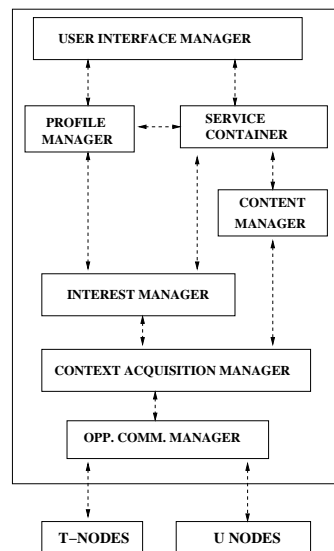 USER INTERFACE MANAGER
PROFILE
MANAGER
SERVICE
CONTAINER
CONTENT
MANAGER
INTEREST MANAGER
CONTEXT ACQUISITION MANAGER
OPP. COMM. MANAGER
T−NODES
U NODES